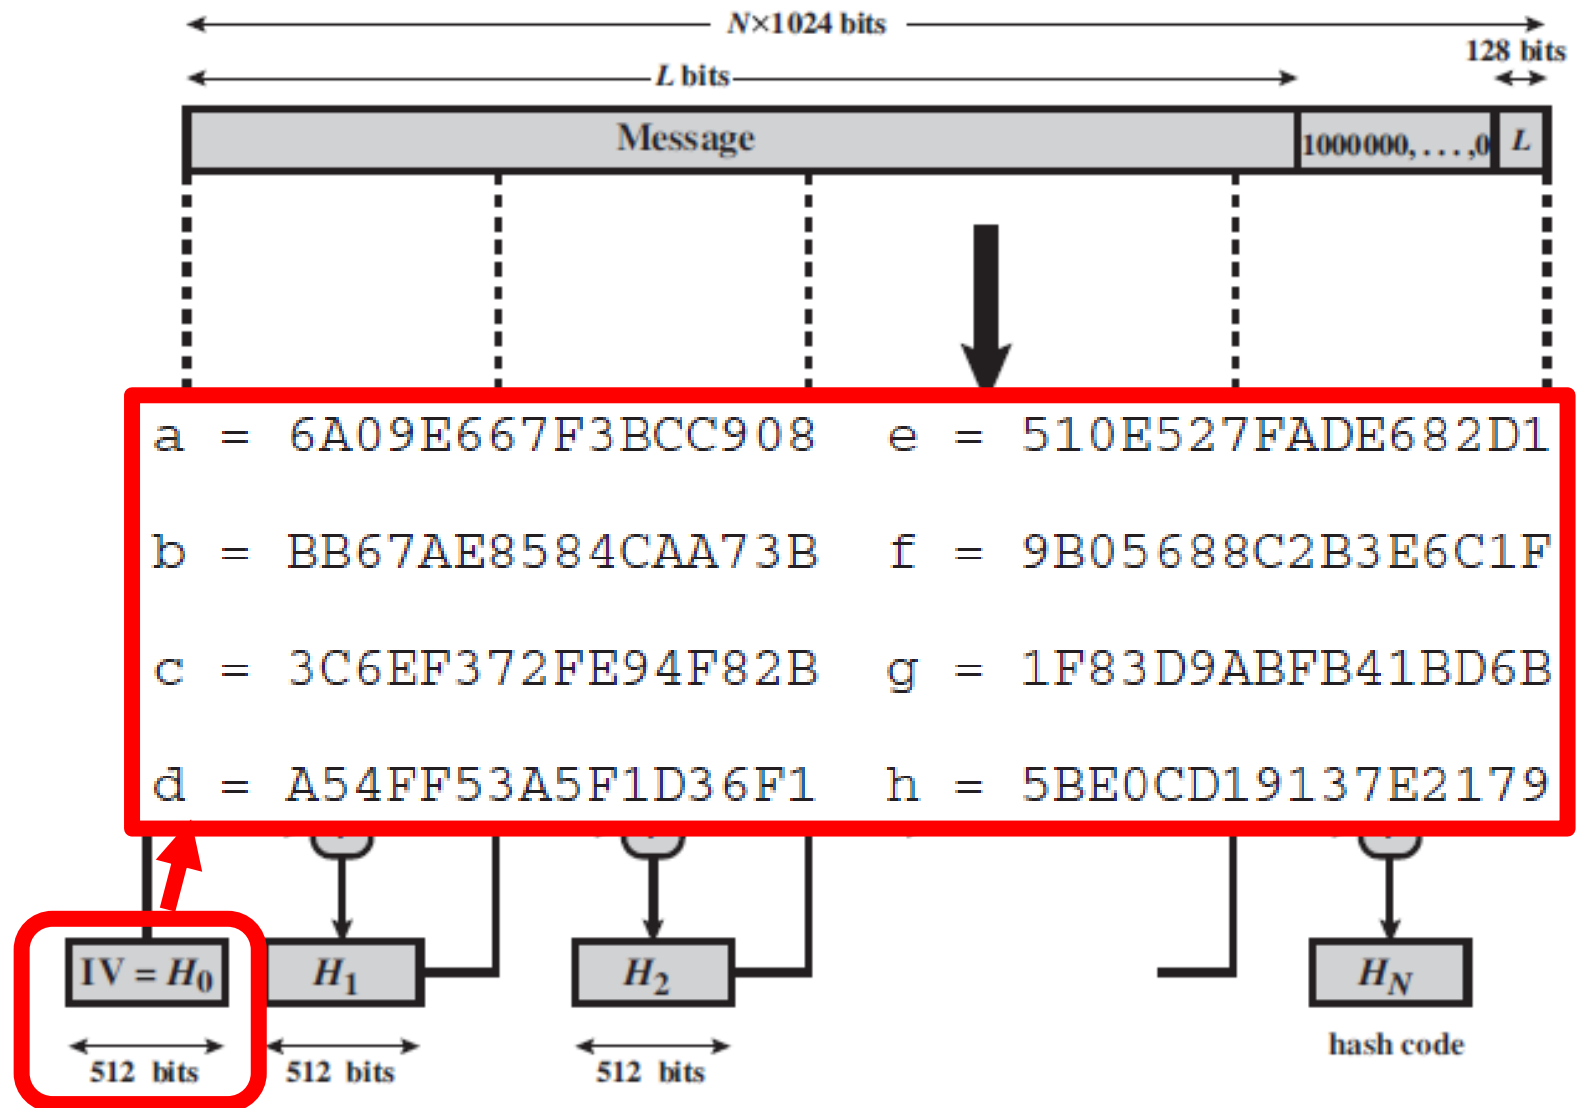 N×1024 bits
128 bits
L bits
Message 1000000, . . . ,0 L
a = 6A09E667F3BCC908 e = 510E527FADE682D1
b = BB67AE8584CAA73B f = 9B05688C2B3E6C1F
c = 3C6EF372FE94F82B g = 1F83D9ABFB41BD6B
d = A54FF53A5F1D36F1 h = 5BE0CD19137E2179
IV = H0 H1 H2 HN
hash code
512 bits 512 bits 512 bits